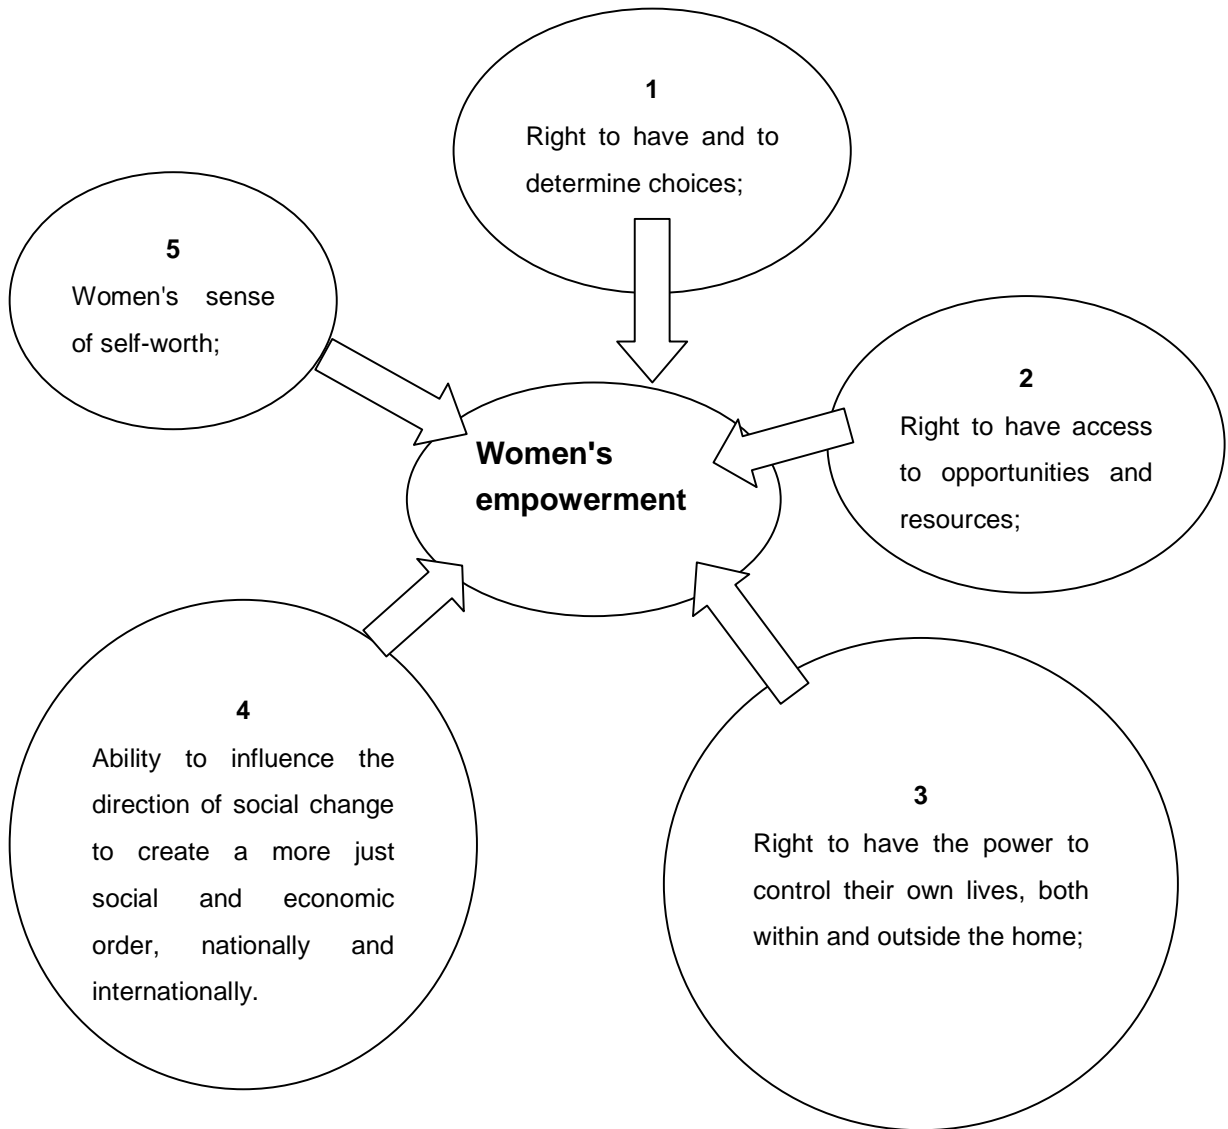 1
Right to have and to
determine choices;
5
Women's sense
of self-worth;
2
Right to have access
to opportunities and
resources;
Women's
empowerment
4
Ability to influence the
direction of social change
to create a more just
social and economic
order, nationally and
internationally.
3
Right to have the power to
control their own lives, both
within and outside the home;